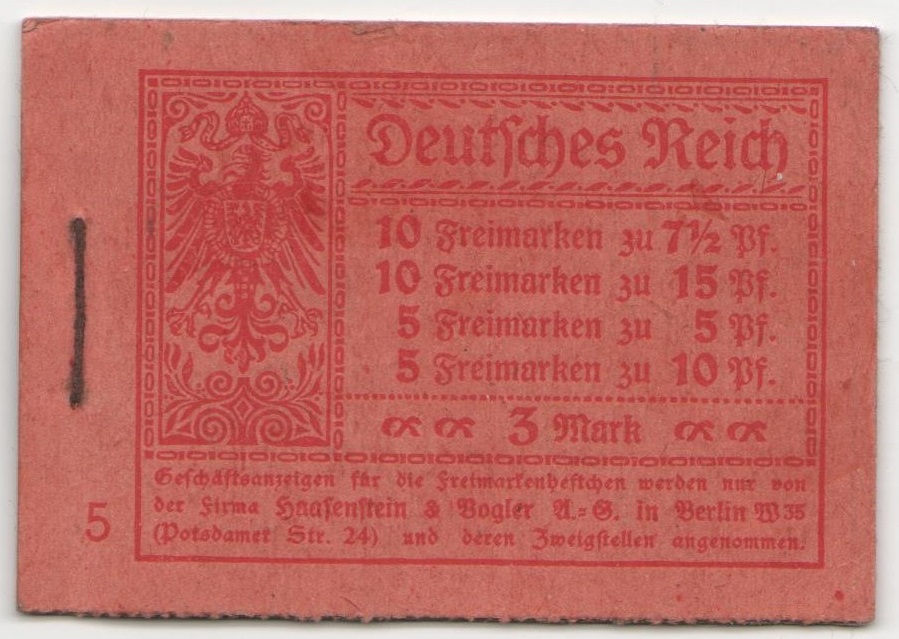 Deutsches Reich
10 Freimarken zu 7½ Pf.
10 Freimarken zu 15 Pf.
5 Freimarken zu 5 Pf.
5 Freimarken zu 10 Pf.
3 Mark
Geschäftsanzeigen für die Freimarkenheftchen werden nur von
der Firma Haasenstein & Vogler A.=G. in Berlin W 35
(Potsdamer Str. 24) und deren Zweigstellen angenommen.
5